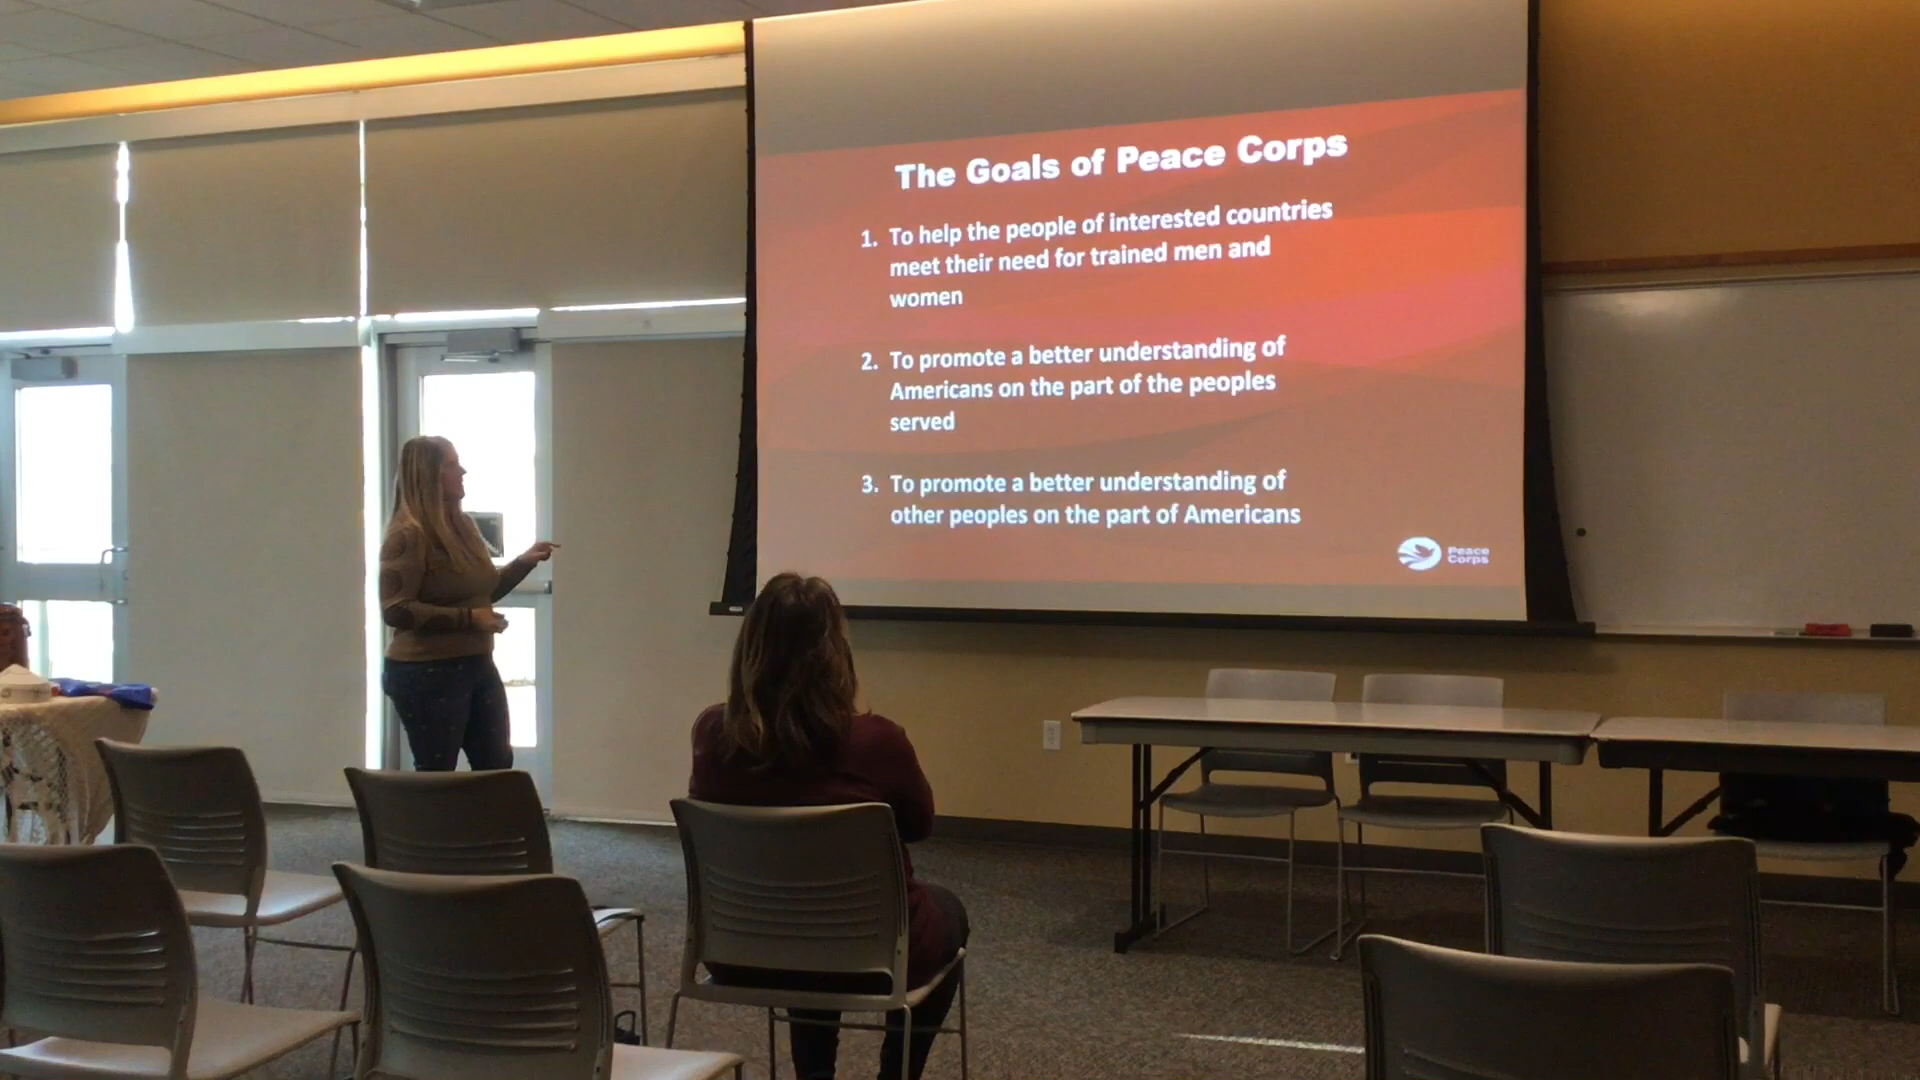 The Goals of Peace Corps
1. To help the people of interested countries
meet their need for trained men and
women
2. To promote a better understanding of
Americans on the part of the peoples
served
3. To promote a better understanding of
other peoples on the part of Americans
Peace
Corps